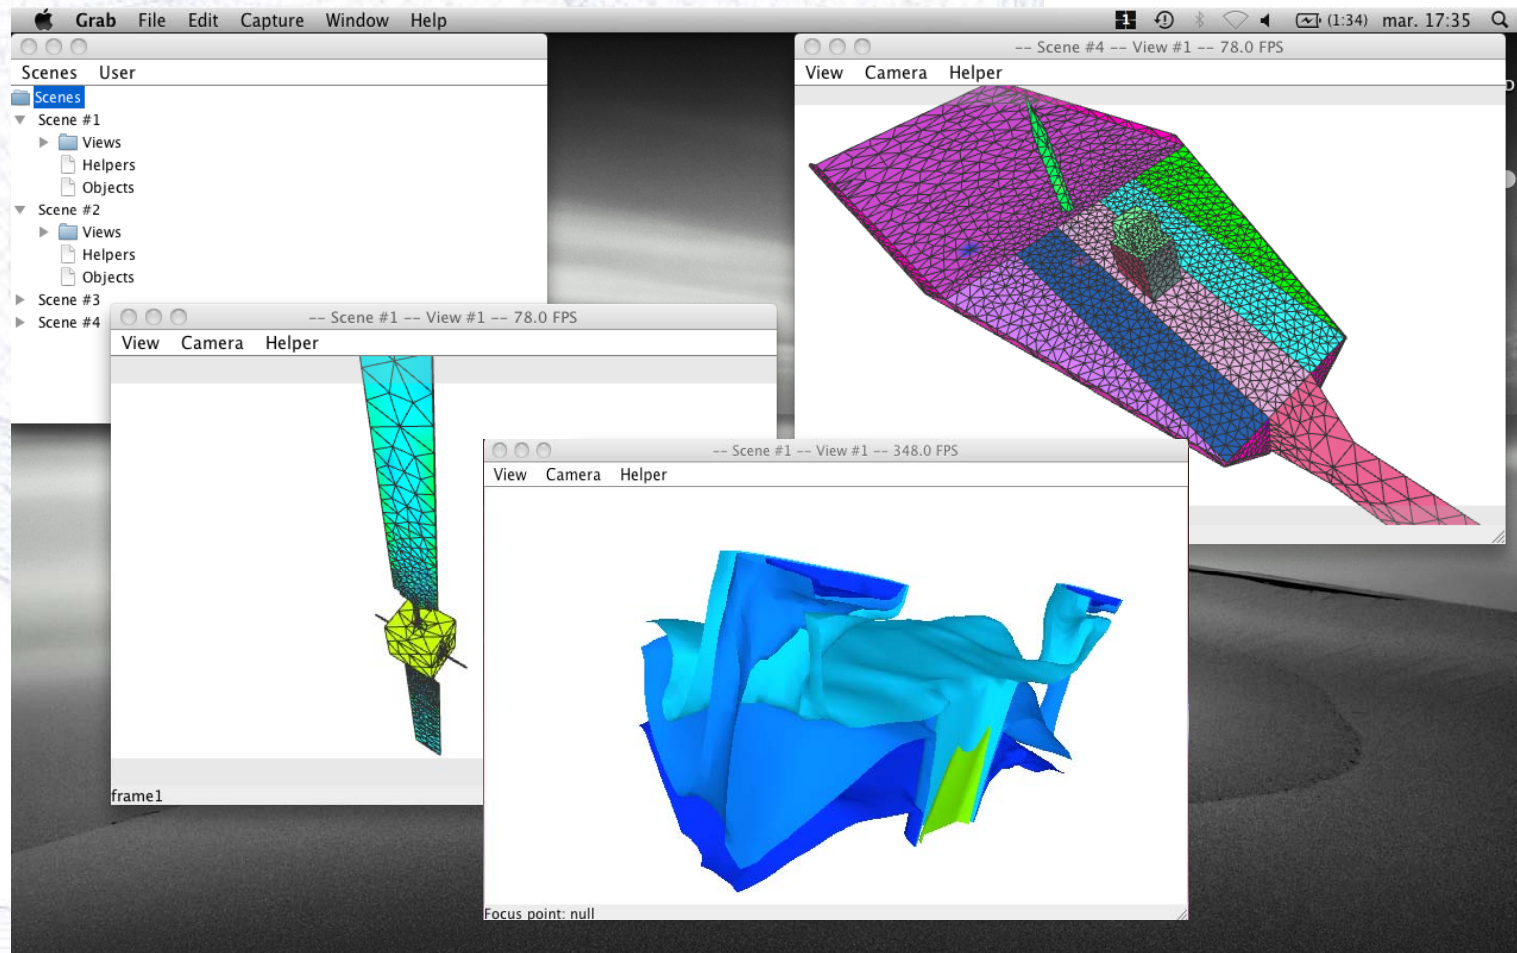 Grab File Edit Capture Window Help
1 (1:34) mar. 17:35
Scenes User
Scenes
Scene #1
Views
Helpers
Objects
Scene #2
Views
Helpers
Objects
Scene #3
Scene #4
-- Scene #4 -- View #1 -- 78.0 FPS
View Camera Helper
-- Scene #1 -- View #1 -- 78.0 FPS
View Camera Helper
frame1
-- Scene #1 -- View #1 -- 348.0 FPS
View Camera Helper
Focus point: null